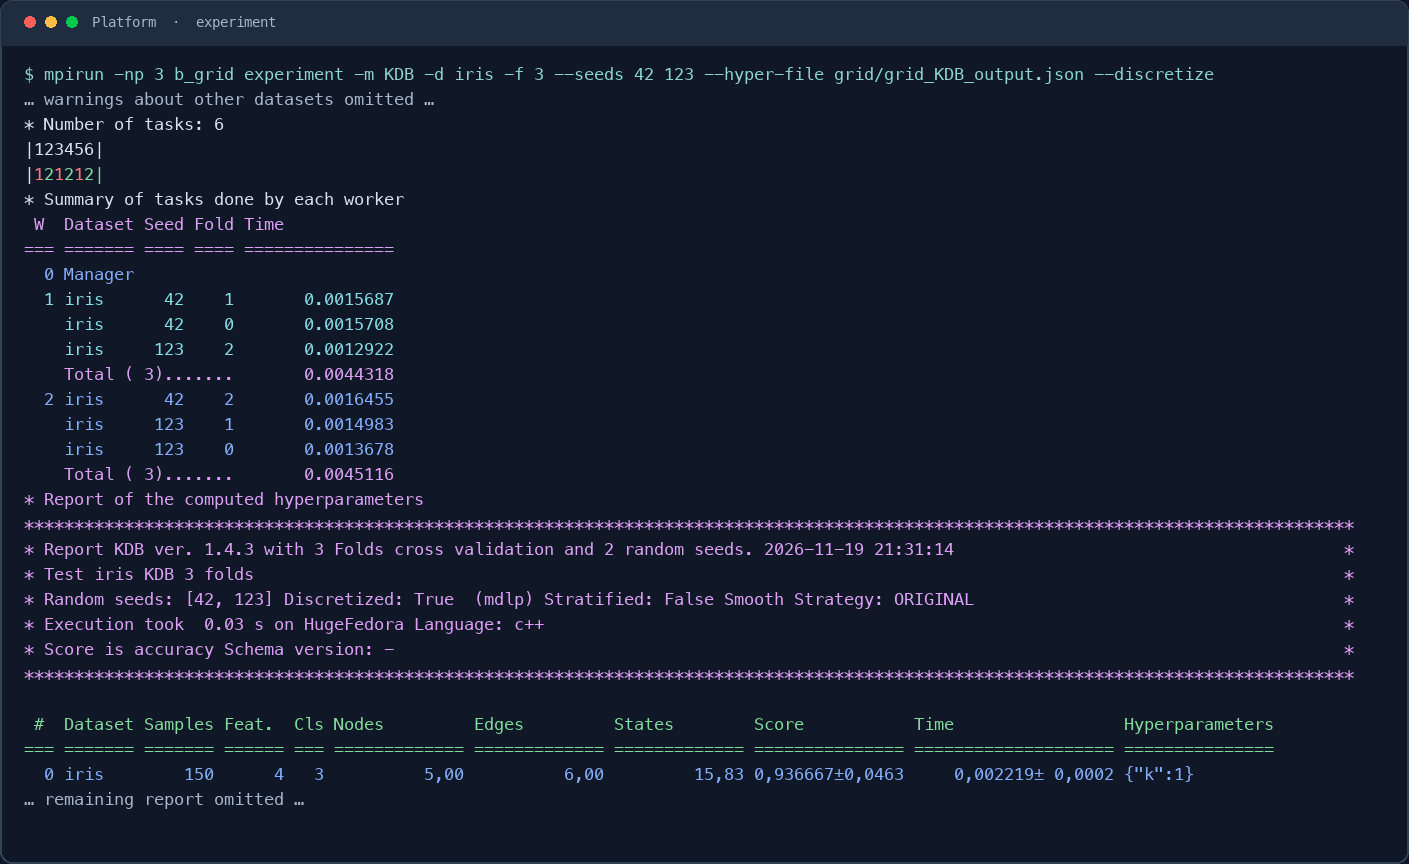 Platform · experiment
$ mpirun -np 3 b_grid experiment -m KDB -d iris -f 3 --seeds 42 123 --hyper-file grid/grid_KDB_output.json --discretize
… warnings about other datasets omitted …
* Number of tasks: 6
|123456|
|121212|
* Summary of tasks done by each worker
 W  Dataset Seed Fold Time
=== ======= ==== ==== ===============
  0 Manager
  1 iris      42    1       0.0015687
    iris      42    0       0.0015708
    iris     123    2       0.0012922
    Total ( 3).......       0.0044318
  2 iris      42    2       0.0016455
    iris     123    1       0.0014983
    iris     123    0       0.0013678
    Total ( 3).......       0.0045116
* Report of the computed hyperparameters
*************************************************************************************************************************************
* Report KDB ver. 1.4.3 with 3 Folds cross validation and 2 random seeds. 2026-11-19 21:31:14                                       *
* Test iris KDB 3 folds                                                                                                             *
* Random seeds: [42, 123] Discretized: True  (mdlp) Stratified: False Smooth Strategy: ORIGINAL                                     *
* Execution took  0.03 s on HugeFedora Language: c++                                                                                *
* Score is accuracy Schema version: -                                                                                               *
*************************************************************************************************************************************
 #  Dataset Samples Feat.  Cls Nodes         Edges         States        Score           Time                 Hyperparameters
=== ======= ======= ====== === ============= ============= ============= =============== ==================== ===============
  0 iris        150      4   3          5,00          6,00         15,83 0,936667±0,0463     0,002219± 0,0002 {"k":1}
… remaining report omitted …